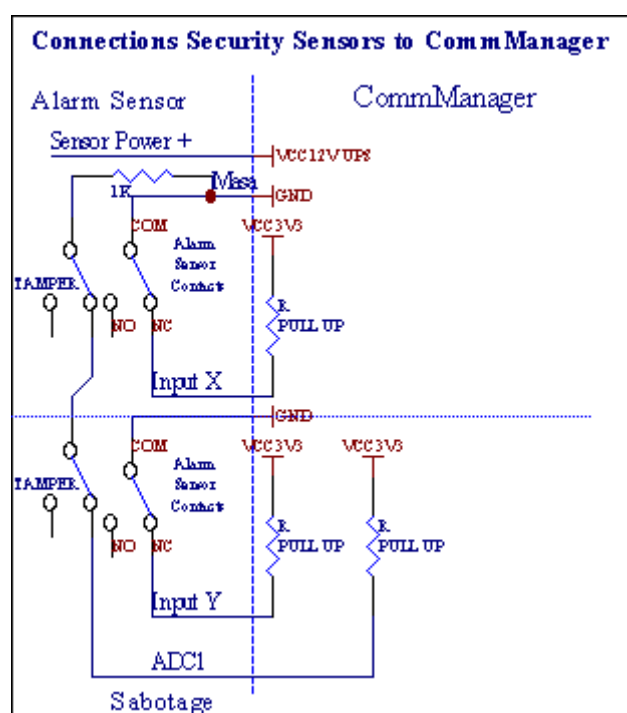 Connections Security Sensors to CommManager
Alarm Sensor
CommManager
Sensor Power +
VCC12V UPS
1K
Masa
GND
COM
VCC3V3
Alarm
Sensor
Contacts
TAMPER
NO
NC
R
PULL UP
Input X
GND
COM
VCC3V3
VCC3V3
Alarm
Sensor
Contacts
TAMPER
NO
NC
R
PULL UP
R
PULL UP
Input Y
ADC1
Sabotage